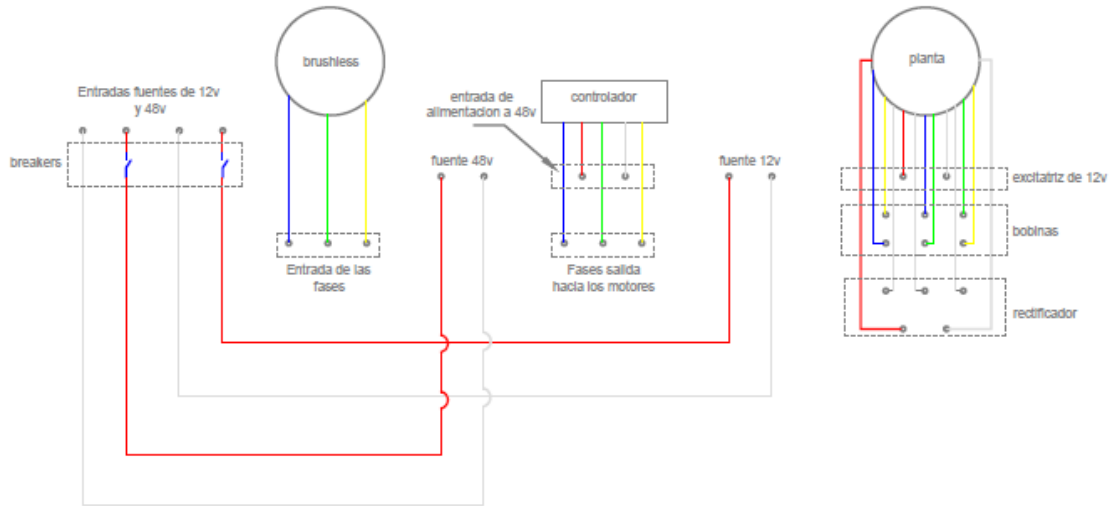 brushless
planta
Entradas fuentes de 12v
y 48v
entrada de
alimentacion a 48v
controlador
breakers
fuente 48v
fuente 12v
excitatriz de 12v
bobinas
Entrada de las
fases
Fases salida
hacia los motores
rectificador